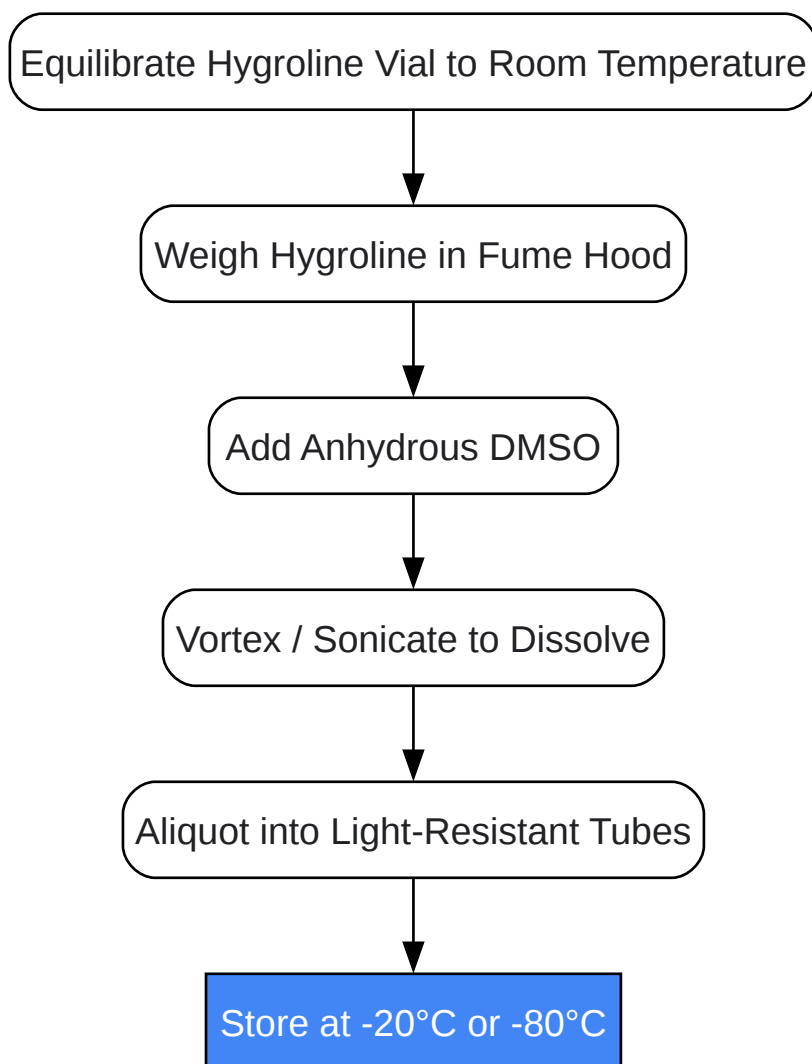 Equilibrate Hygroline Vial to Room Temperature
Weigh Hygroline in Fume Hood
Add Anhydrous DMSO
Vortex / Sonicate to Dissolve
Aliquot into Light-Resistant Tubes
Store at -20°C or -80°C